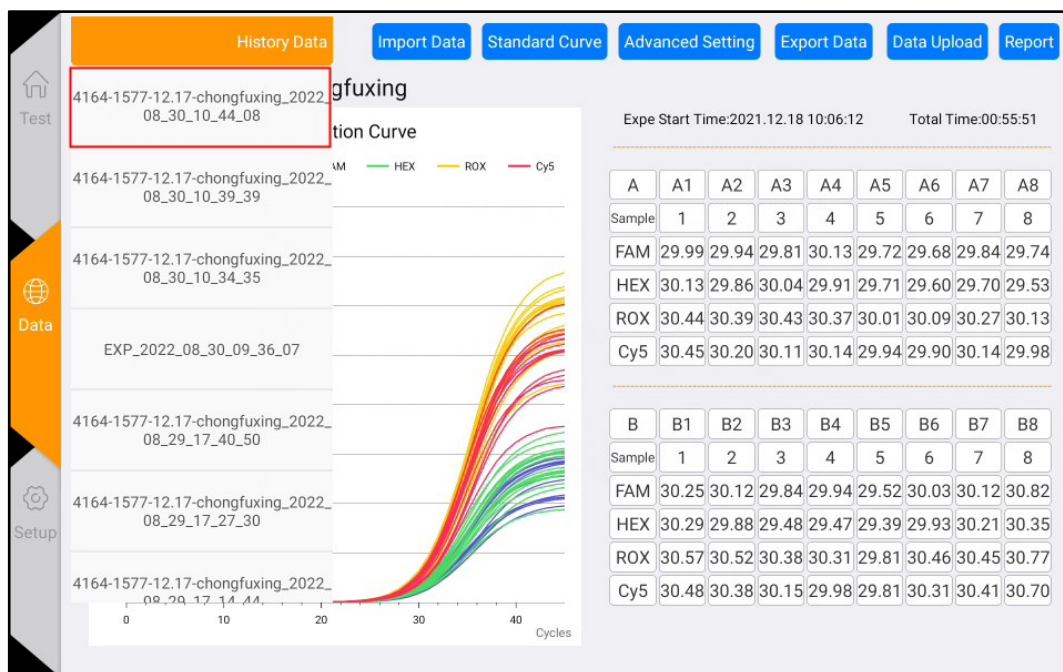 History Data
Import Data
Standard Curve
Advanced Setting
Export Data
Data Upload
Report
Test
Data
Setup
4164-1577-12.17-chongfuxing_2022_
08_30_10_44_08
4164-1577-12.17-chongfuxing_2022_
08_30_10_39_39
4164-1577-12.17-chongfuxing_2022_
08_30_10_34_35
EXP_2022_08_30_09_36_07
4164-1577-12.17-chongfuxing_2022_
08_29_17_40_50
4164-1577-12.17-chongfuxing_2022_
08_29_17_27_30
4164-1577-12.17-chongfuxing_2022_
08_29_17_14_44
gfuxing
tion Curve
AM HEX ROX Cy5
0 10 20 30 40
Cycles
Expe Start Time:2021.12.18 10:06:12 Total Time:00:55:51
A A1 A2 A3 A4 A5 A6 A7 A8
Sample 1 2 3 4 5 6 7 8
FAM 29.99 29.94 29.81 30.13 29.72 29.68 29.84 29.74
HEX 30.13 29.86 30.04 29.91 29.71 29.60 29.70 29.53
ROX 30.44 30.39 30.43 30.37 30.01 30.09 30.27 30.13
Cy5 30.45 30.20 30.11 30.14 29.94 29.90 30.14 29.98
B B1 B2 B3 B4 B5 B6 B7 B8
Sample 1 2 3 4 5 6 7 8
FAM 30.25 30.12 29.84 29.94 29.52 30.03 30.12 30.82
HEX 30.29 29.88 29.48 29.47 29.39 29.93 30.21 30.35
ROX 30.57 30.52 30.38 30.31 29.81 30.46 30.45 30.77
Cy5 30.48 30.38 30.15 29.98 29.81 30.31 30.41 30.70